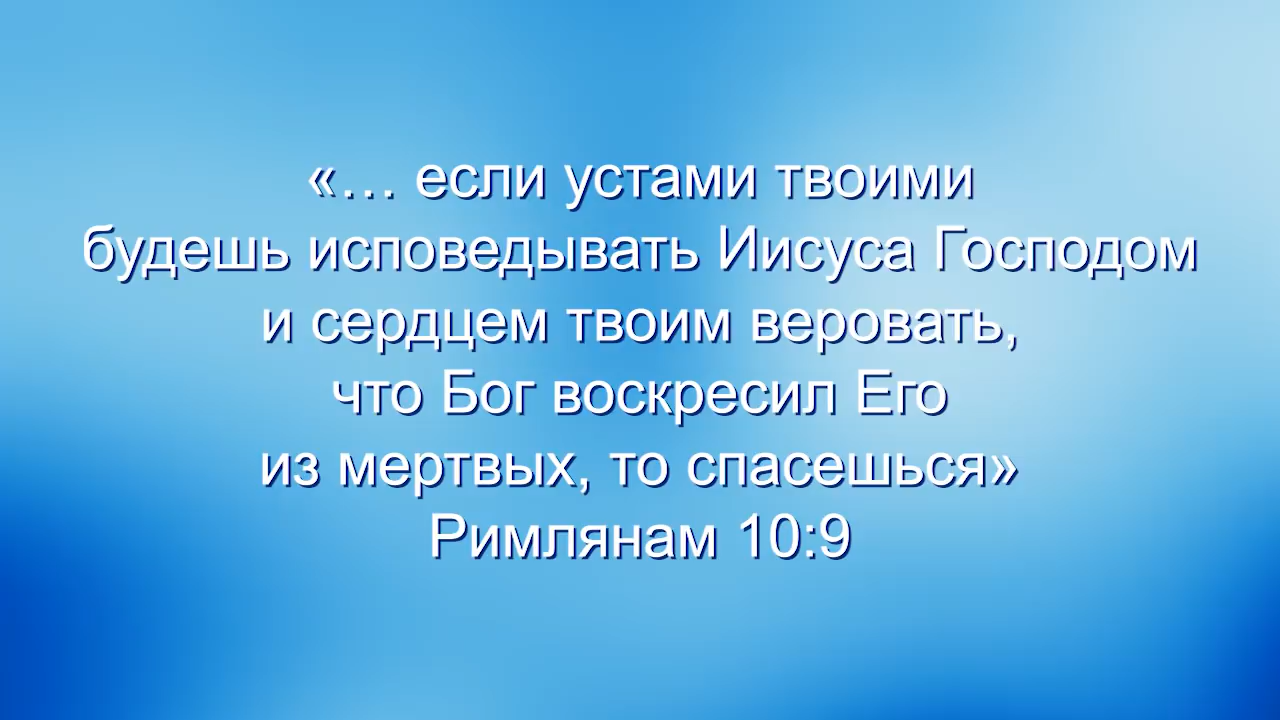 «… если устами твоими
будешь исповедывать Иисуса Господом
и сердцем твоим веровать,
что Бог воскресил Его
из мертвых, то спасешься»
Римлянам 10:9